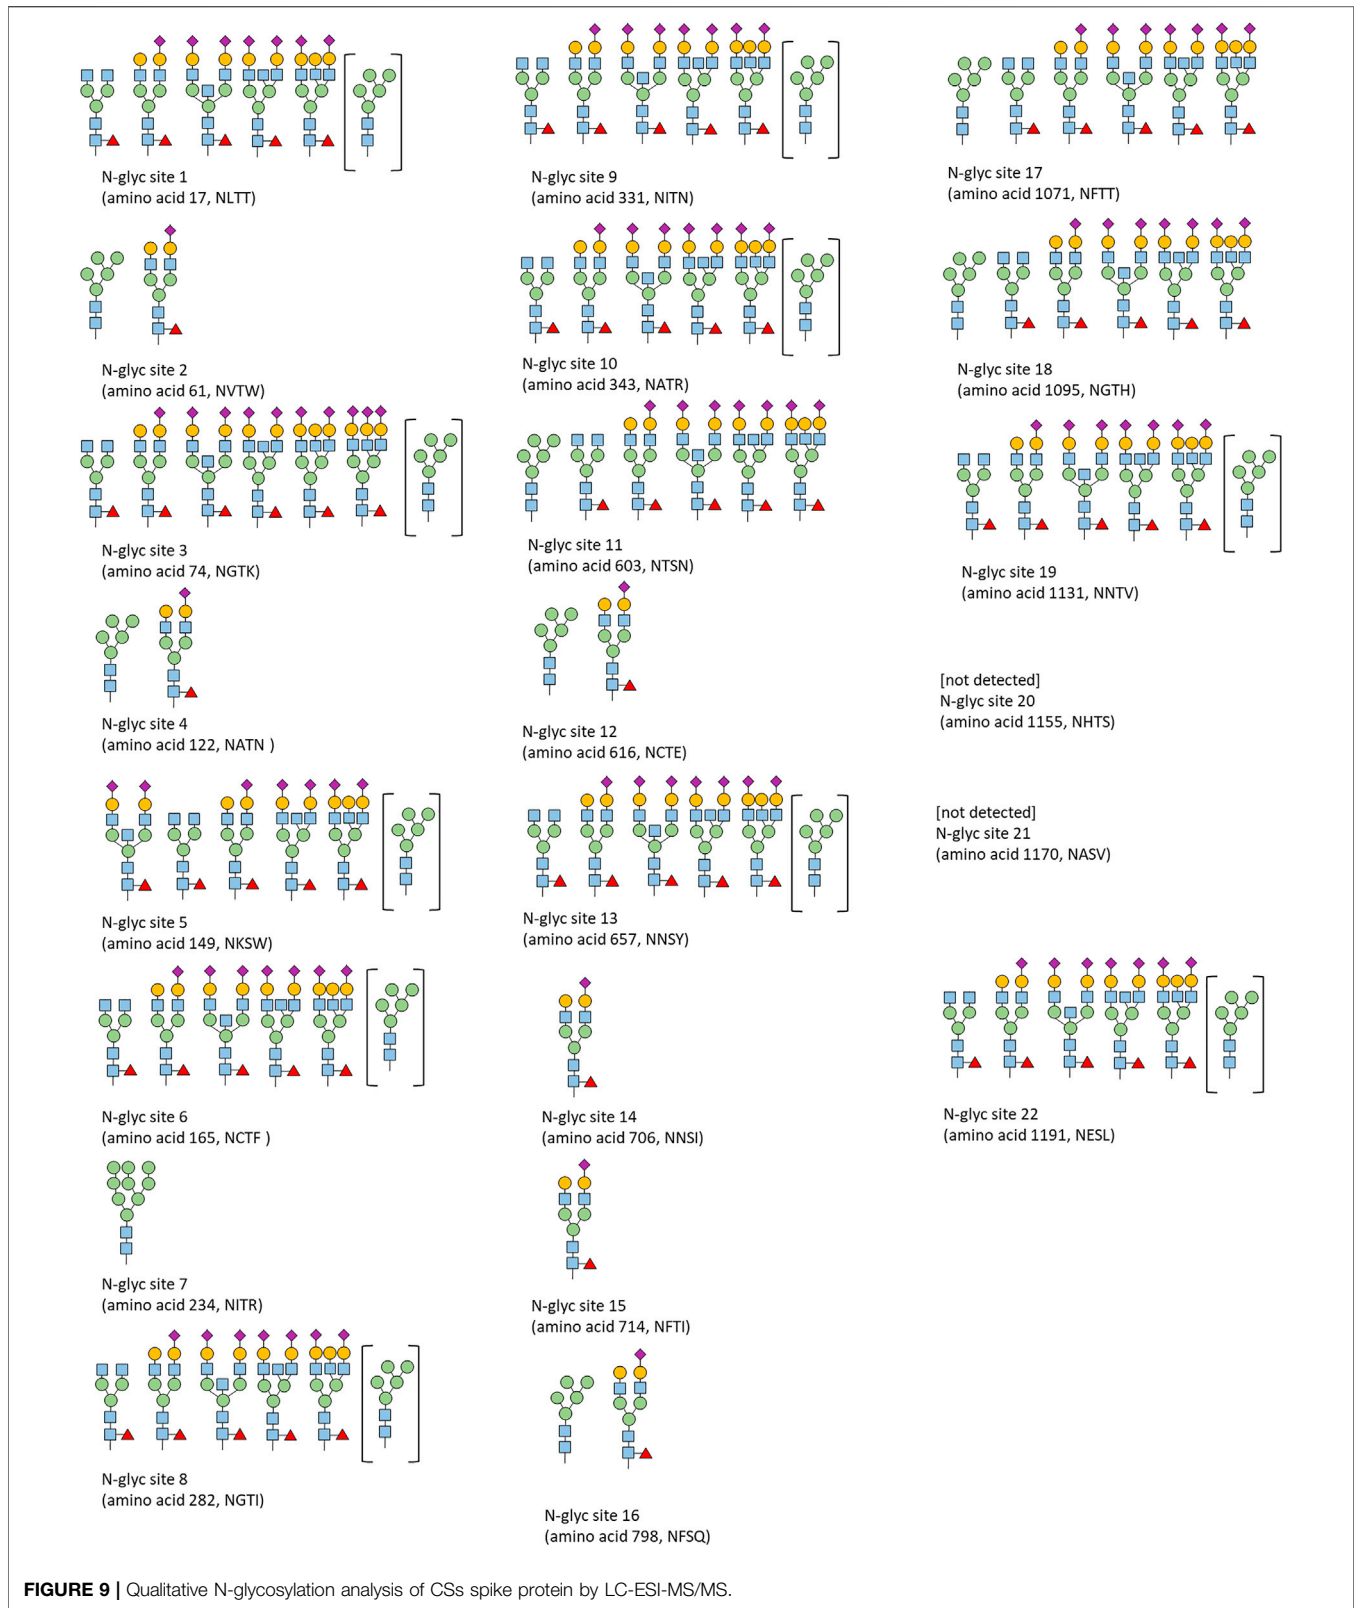 N-glyc site 1
(amino acid 17, NLTT)
N-glyc site 2
(amino acid 61, NVTW)
N-glyc site 3
(amino acid 74, NGTK)
N-glyc site 4
(amino acid 122, NATN )
N-glyc site 5
(amino acid 149, NKSW)
N-glyc site 6
(amino acid 165, NCTF )
N-glyc site 7
(amino acid 234, NITR)
N-glyc site 8
(amino acid 282, NGTI)
N-glyc site 9
(amino acid 331, NITN)
N-glyc site 10
(amino acid 343, NATR)
N-glyc site 11
(amino acid 603, NTSN)
N-glyc site 12
(amino acid 616, NCTE)
N-glyc site 13
(amino acid 657, NNSY)
N-glyc site 14
(amino acid 706, NNSI)
N-glyc site 15
(amino acid 714, NFTI)
N-glyc site 16
(amino acid 798, NFSQ)
N-glyc site 17
(amino acid 1071, NFTT)
N-glyc site 18
(amino acid 1095, NGTH)
N-glyc site 19
(amino acid 1131, NNTV)
[not detected]
N-glyc site 20
(amino acid 1155, NHTS)
[not detected]
N-glyc site 21
(amino acid 1170, NASV)
N-glyc site 22
(amino acid 1191, NESL)
FIGURE 9 | Qualitative N-glycosylation analysis of CSs spike protein by LC-ESI-MS/MS.